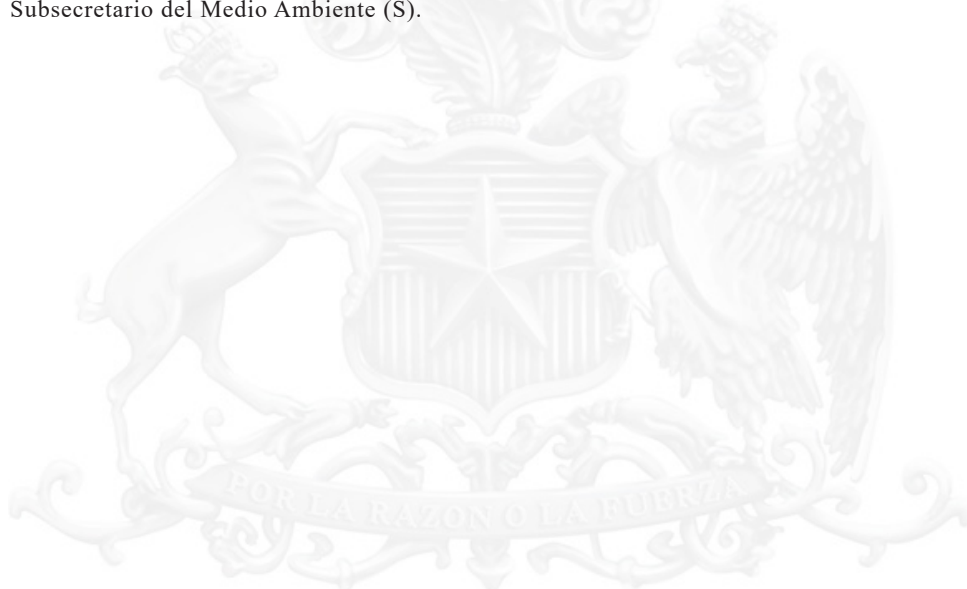 Subsecretario del Medio Ambiente (S).
POR LA RAZON O LA FUERZA